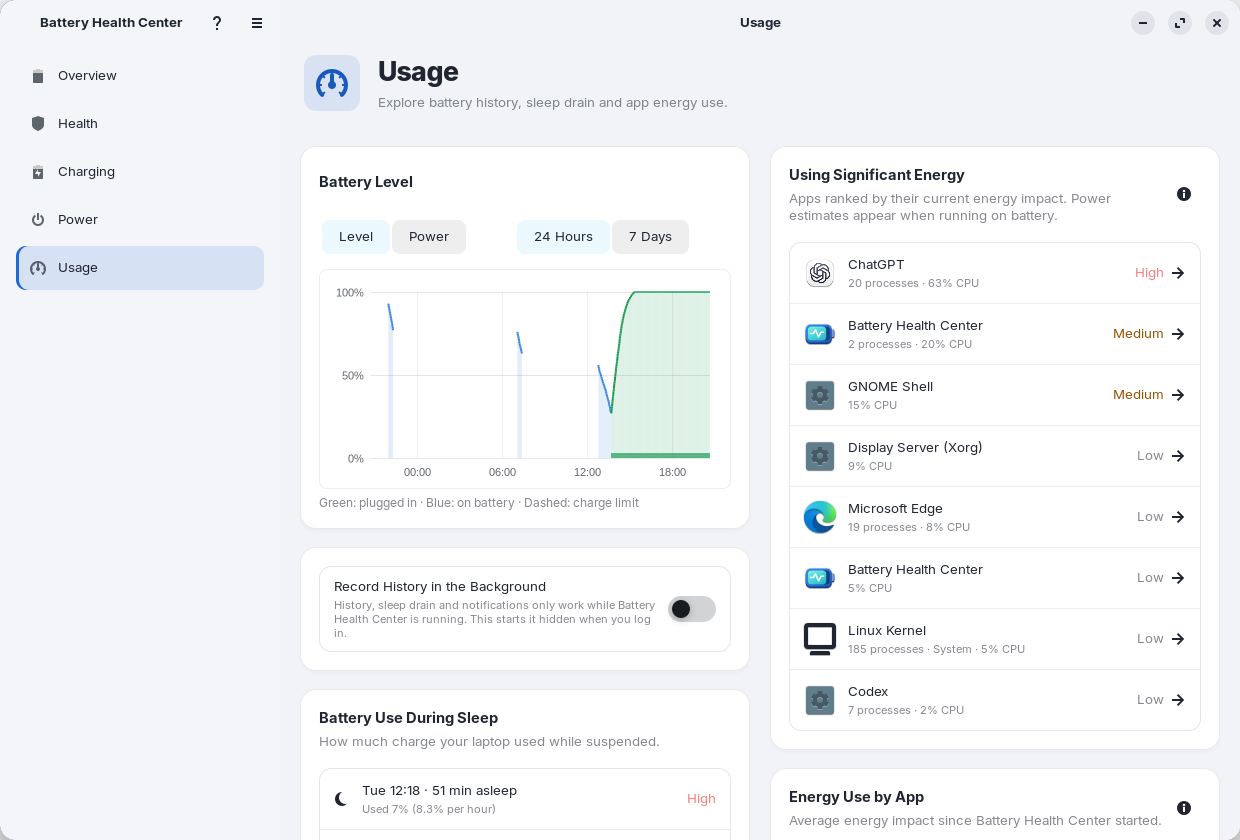 Battery Health Center
?
Usage
Overview
Health
Charging
Power
Usage
Usage
Explore battery history, sleep drain and app energy use.
Battery Level
Level
Power
24 Hours
7 Days
100%
50%
0%
00:00
06:00
12:00
18:00
Green: plugged in · Blue: on battery · Dashed: charge limit
Record History in the Background
History, sleep drain and notifications only work while Battery
Health Center is running. This starts it hidden when you log
in.
Battery Use During Sleep
How much charge your laptop used while suspended.
Tue 12:18 · 51 min asleep
Used 7% (8.3% per hour)
High
Using Significant Energy
Apps ranked by their current energy impact. Power
estimates appear when running on battery.
ChatGPT
20 processes · 63% CPU
High
Battery Health Center
2 processes · 20% CPU
Medium
GNOME Shell
15% CPU
Medium
Display Server (Xorg)
9% CPU
Low
Microsoft Edge
19 processes · 8% CPU
Low
Battery Health Center
5% CPU
Low
Linux Kernel
185 processes · System · 5% CPU
Low
Codex
7 processes · 2% CPU
Low
Energy Use by App
Average energy impact since Battery Health Center started.